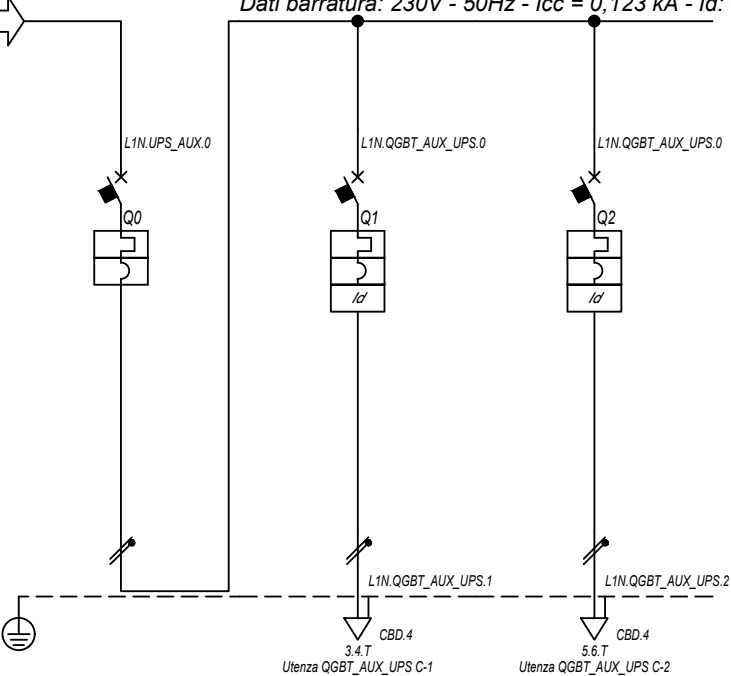 Dati barratura: 230V - 50Hz - Icc = 0,123 kA - Id:
L1N.UPS_AUX.0
L1N.QGBT_AUX_UPS.0
L1N.QGBT_AUX_UPS.0
Q0
Q1
Q2
Id
Id
L1N.QGBT_AUX_UPS.1
L1N.QGBT_AUX_UPS.2
CBD.4
CBD.4
3.4.T
5.6.T
Utenza QGBT_AUX_UPS C-1
Utenza QGBT_AUX_UPS C-2